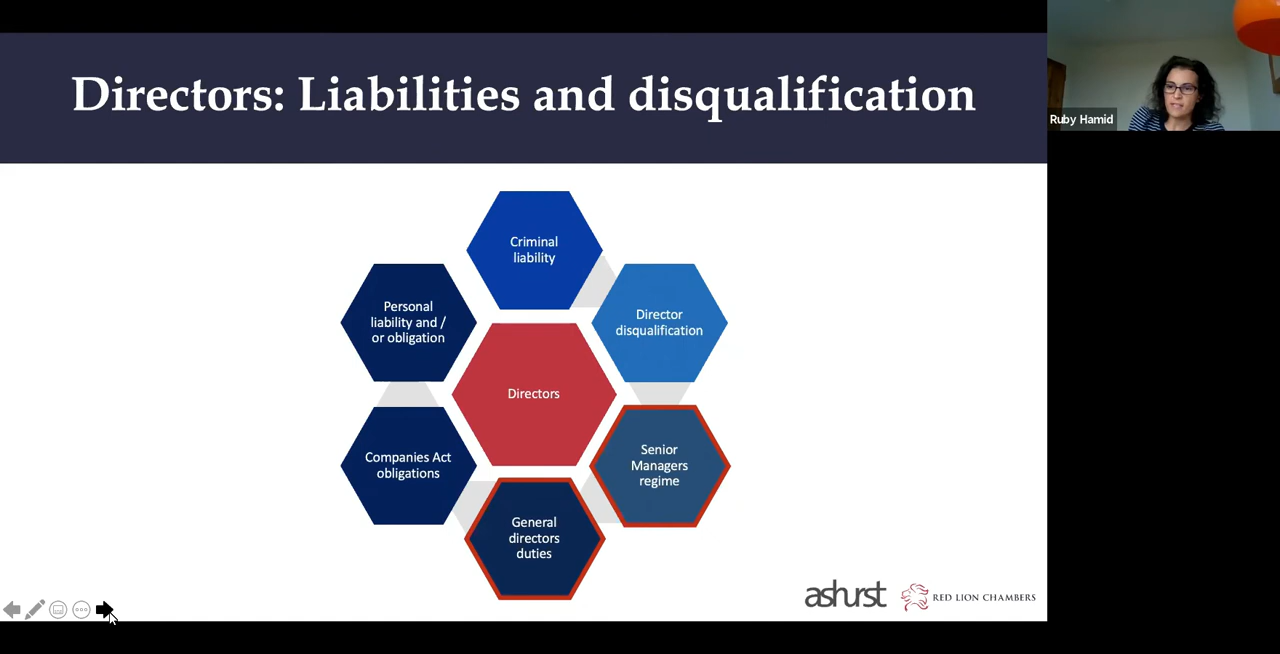 Directors: Liabilities and disqualification
Ruby Hamid
Criminal
liability
Personal
liability and /
or obligation
Director
disqualification
Directors
Companies Act
obligations
Senior
Managers
regime
General
directors
duties
ashurst
RED LION CHAMBERS